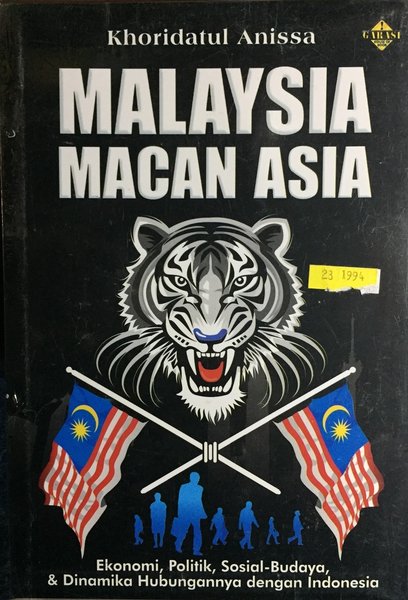 Khoridatul Anissa
GARASI
MALAYSIA
MACAN ASIA
23 1994
Ekonomi, Politik, Sosial-Budaya,
& Dinamika Hubungannya dengan Indonesia